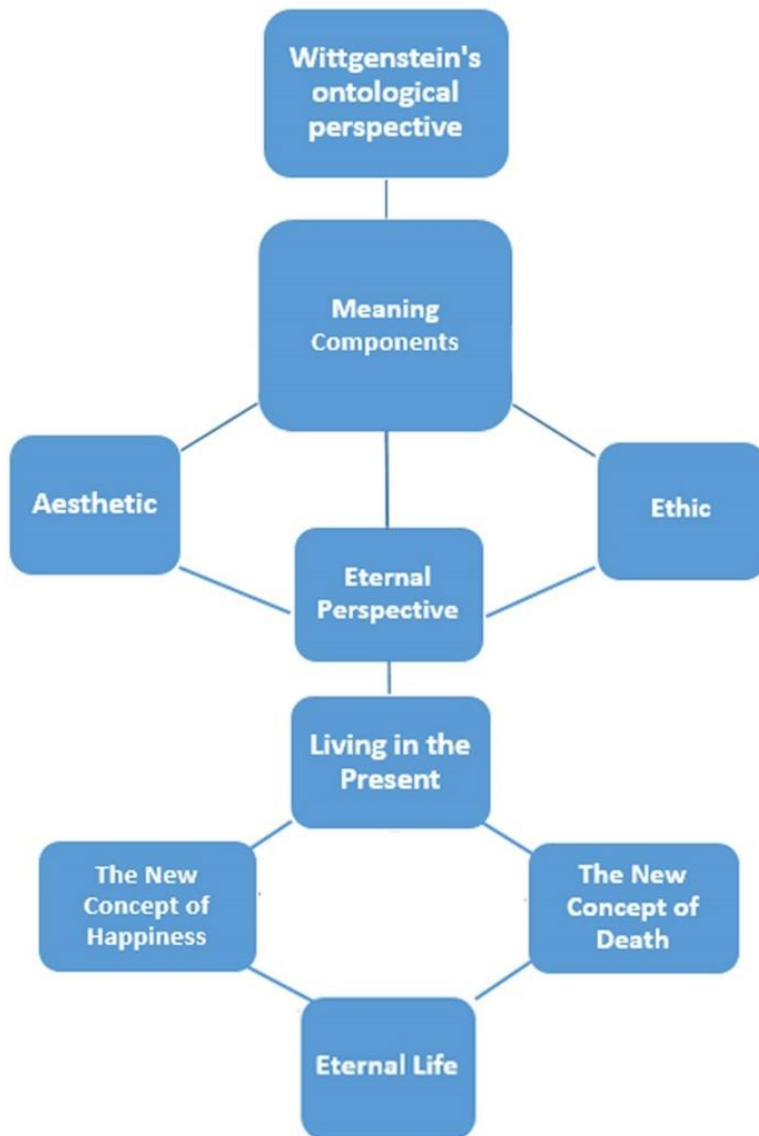 Wittgenstein's
ontological
perspective
Meaning
Components
Aesthetic
Ethic
Eternal
Perspective
Living in the
Present
The New
Concept of
Happiness
The New
Concept of
Death
Eternal Life